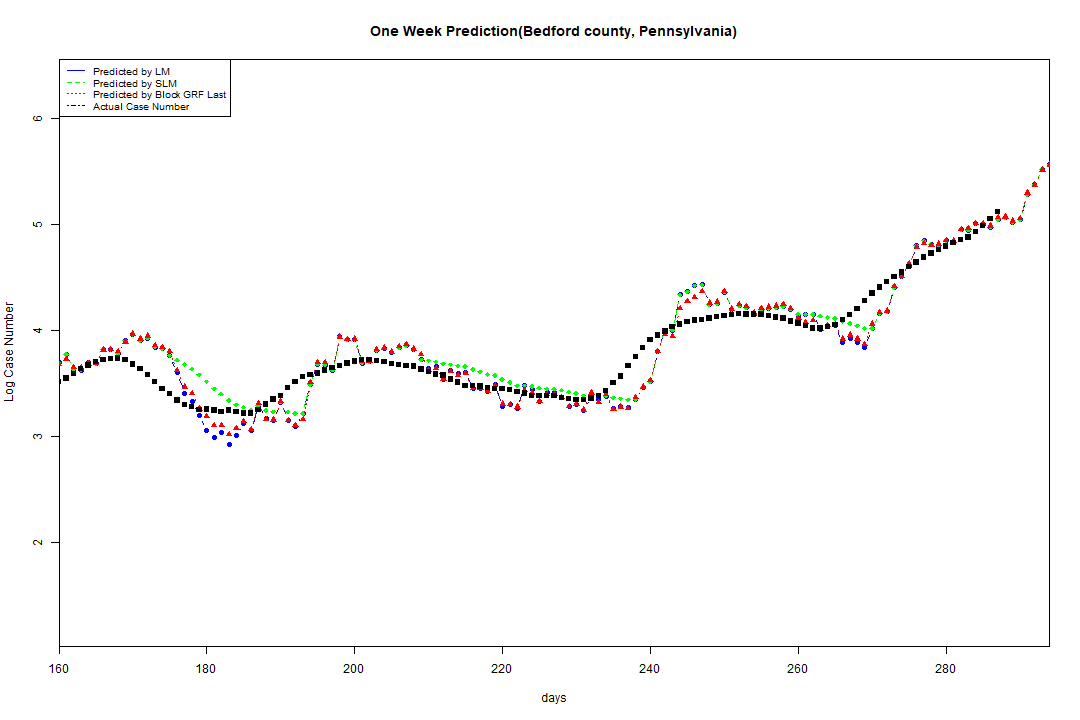 One Week Prediction(Bedford county, Pennsylvania)
Predicted by LM
Predicted by SLM
Predicted by Block GRF Last
Actual Case Number
6
5
4
3
2
Log Case Number
160 180 200 220 240 260 280
days